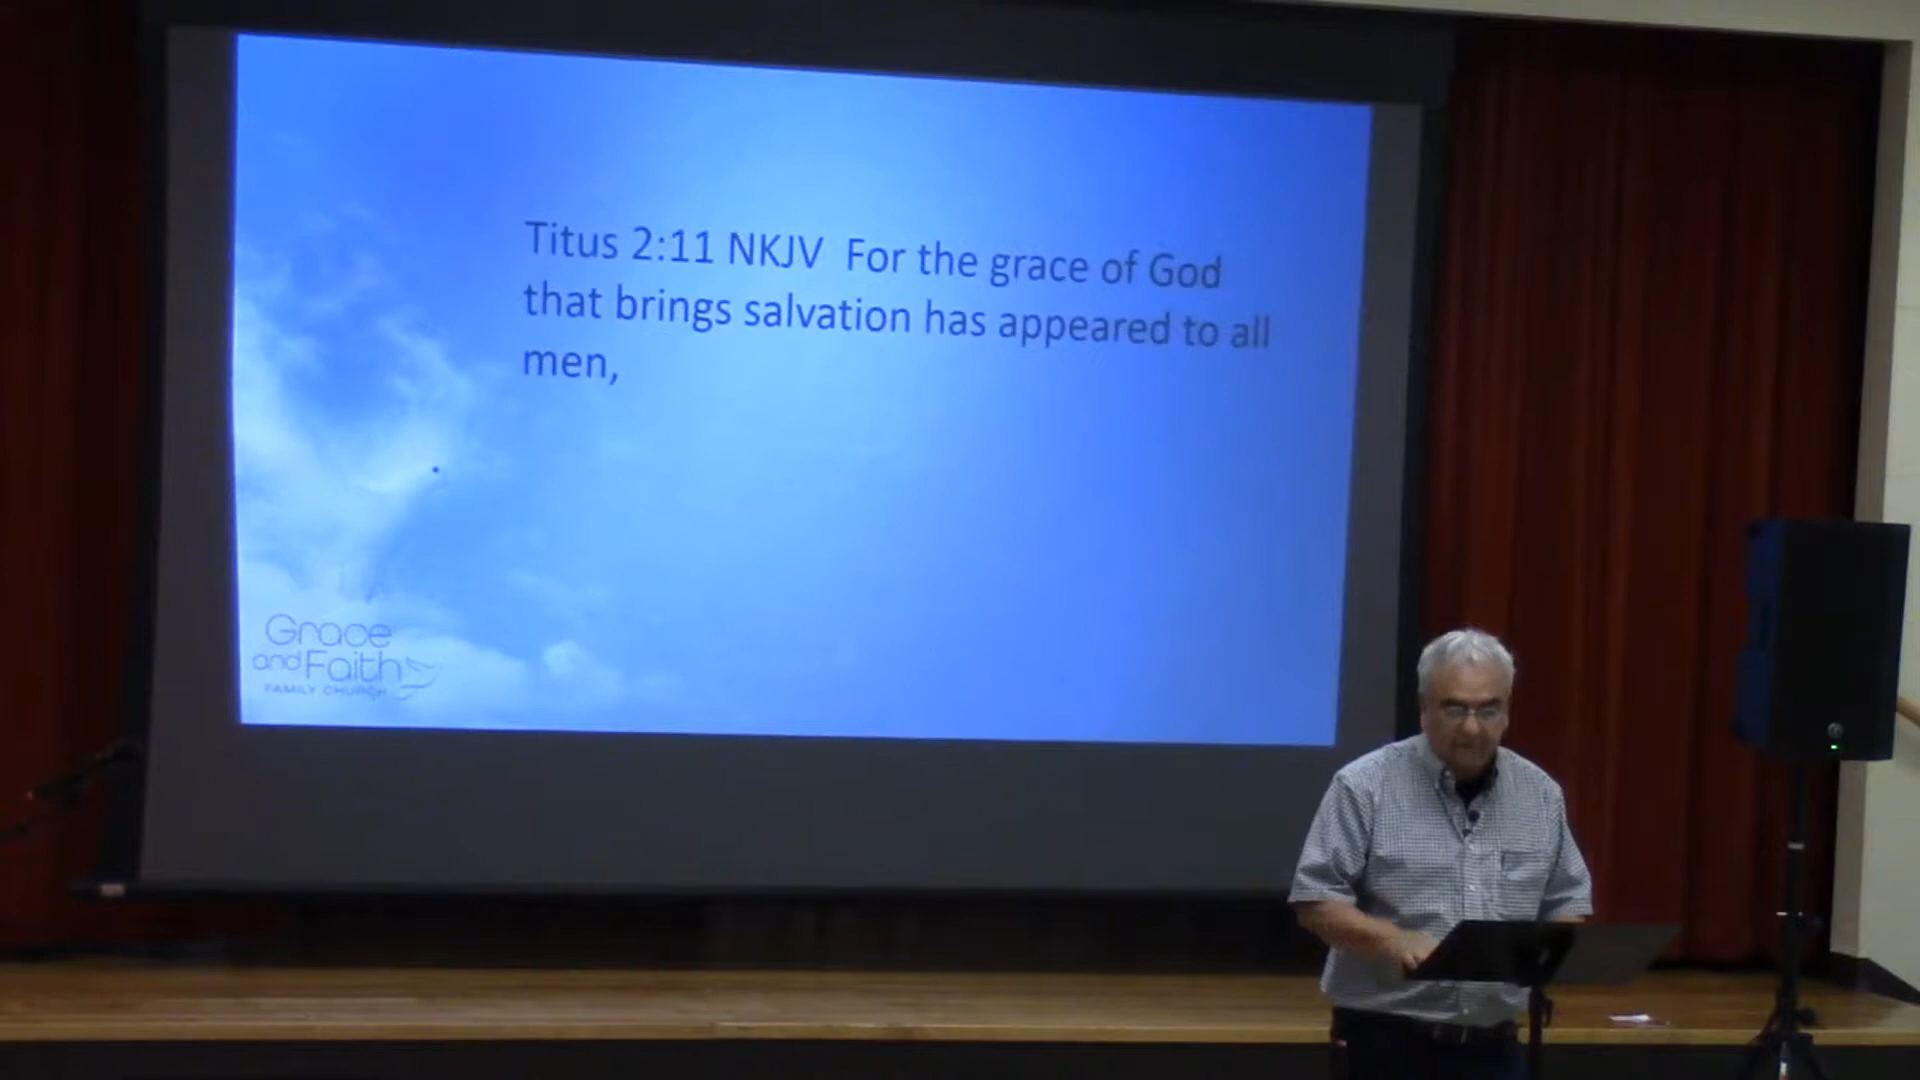 Titus 2:11 NKJV  For the grace of God
that brings salvation has appeared to all
men,
Grace
and Faith
FAMILY CHURCH